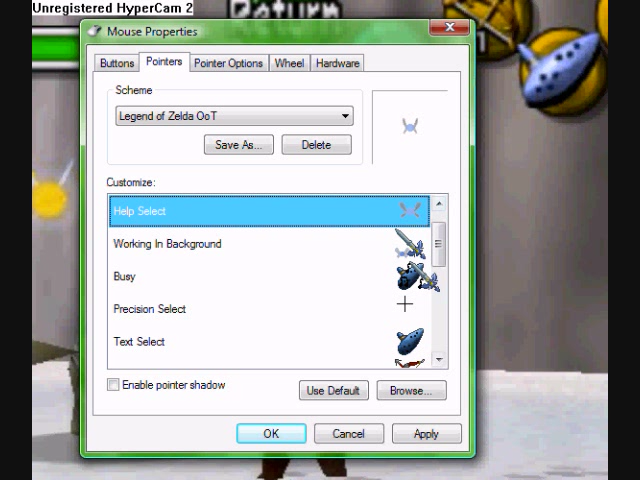 Unregistered HyperCam 2
Return
Mouse Properties
1
Buttons
Pointers
Pointer Options
Wheel
Hardware
Scheme
Legend of Zelda OoT
Save As...
Delete
Customize:
Help Select
Working In Background
Busy
Precision Select
Text Select
Enable pointer shadow
Use Default
Browse...
OK
Cancel
Apply